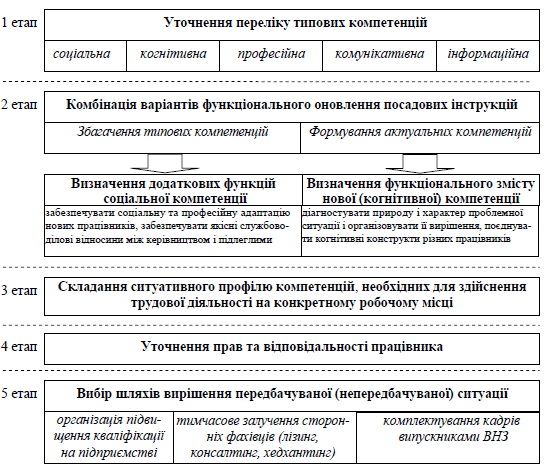 1 етап
Уточнення переліку типових компетенцій
соціальна когнітивна професійна комунікативна інформаційна
2 етап
Комбінація варіантів функціонального оновлення посадових інструкцій
Збагачення типових компетенцій
Формування актуальних компетенцій
Визначення додаткових функцій
соціальної компетенції
забезпечувати соціальну та професійну адаптацію
нових працівників, забезпечувати якісні службово-
ділові відносини між керівництвом і підлеглими
Визначення функціонального змісту
нової (когнітивної) компетенції
діагностувати природу і характер проблемної
ситуації і організовувати її вирішення, поєднува-
ти когнітивні конструкти різних працівників
3 етап
Складання ситуативного профілю компетенцій, необхідних для здійснення
трудової діяльності на конкретному робочому місці
4 етап
Уточнення прав та відповідальності працівника
5 етап
Вибір шляхів вирішення передбачуваної (непередбачуваної) ситуації
організація підви-
щення кваліфікації
на підприємстві
тимчасове залучення сторон-
ніх фахівців (лізинг,
консалтинг, хедхантинг)
комплектування кадрів
випускниками ВНЗ